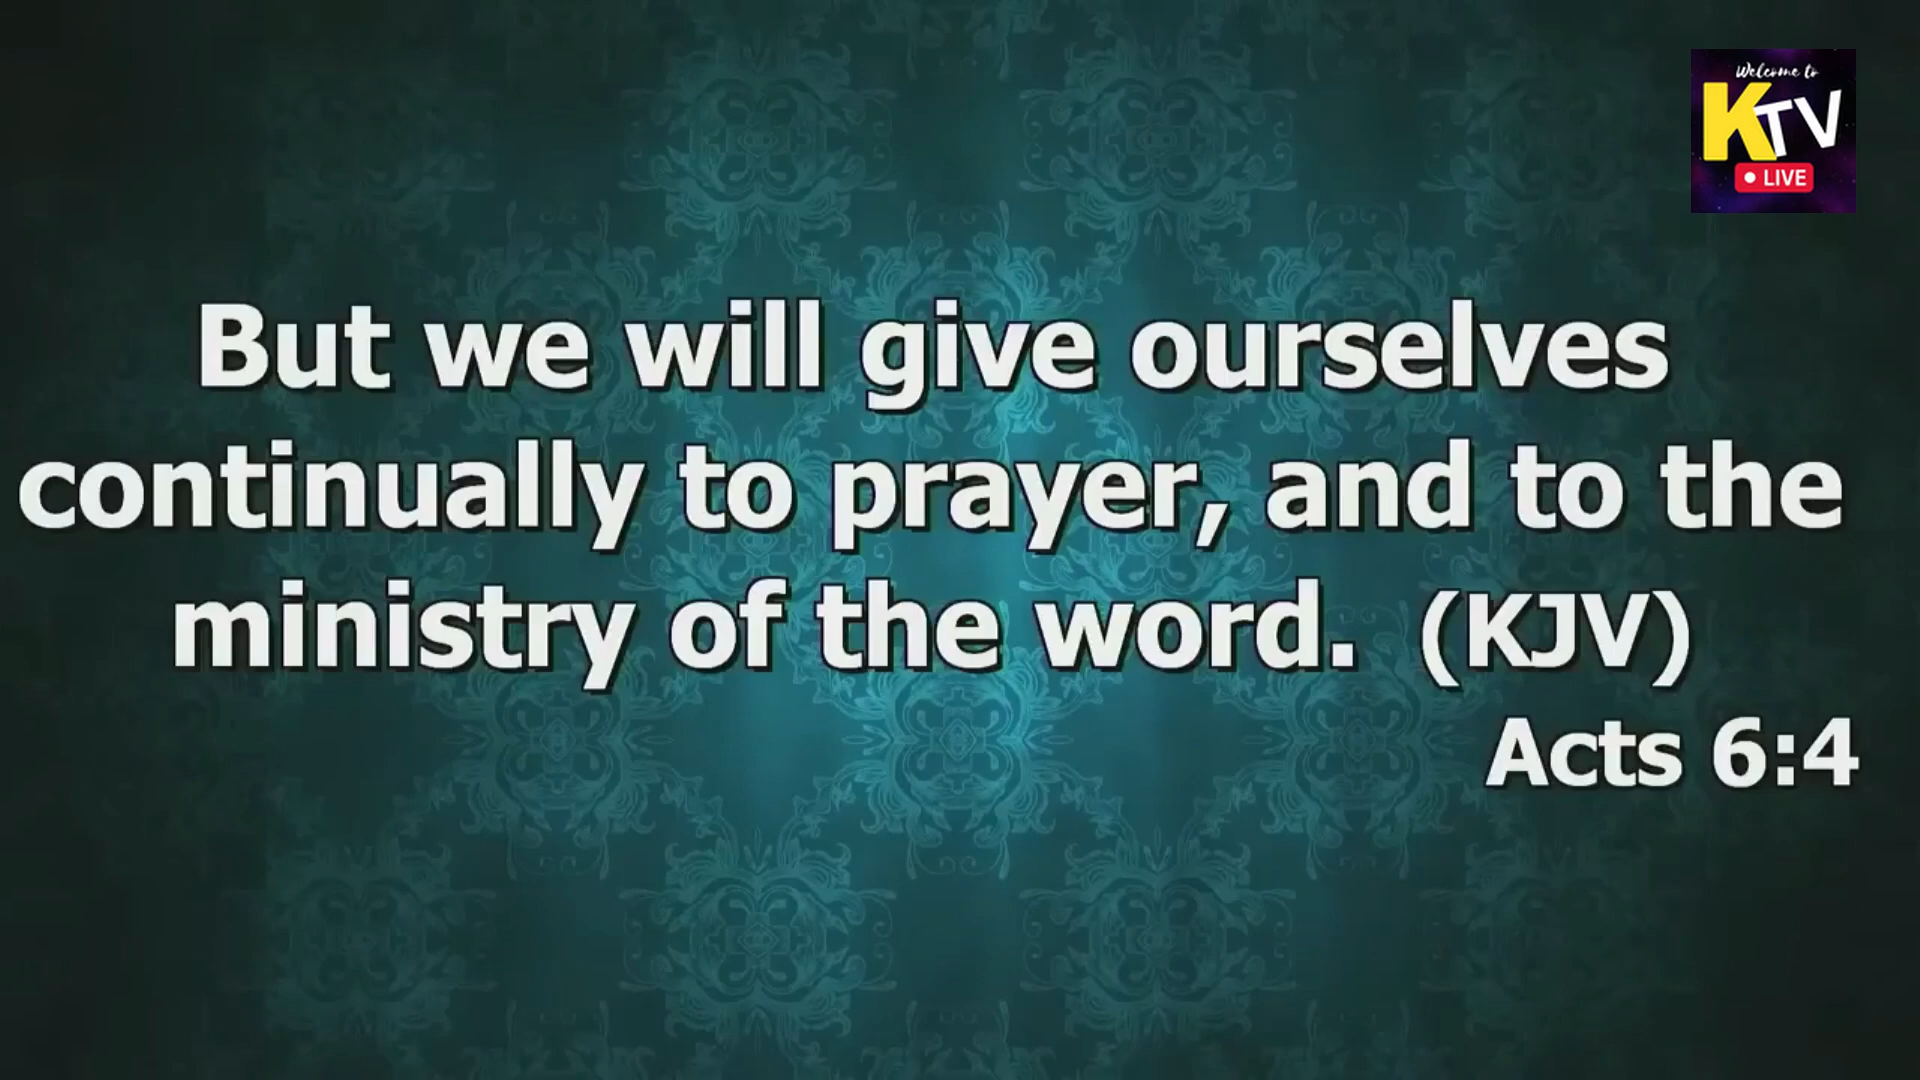 Welcome to
KTV
LIVE
But we will give ourselves
continually to prayer, and to the
ministry of the word.  (KJV)
Acts 6:4